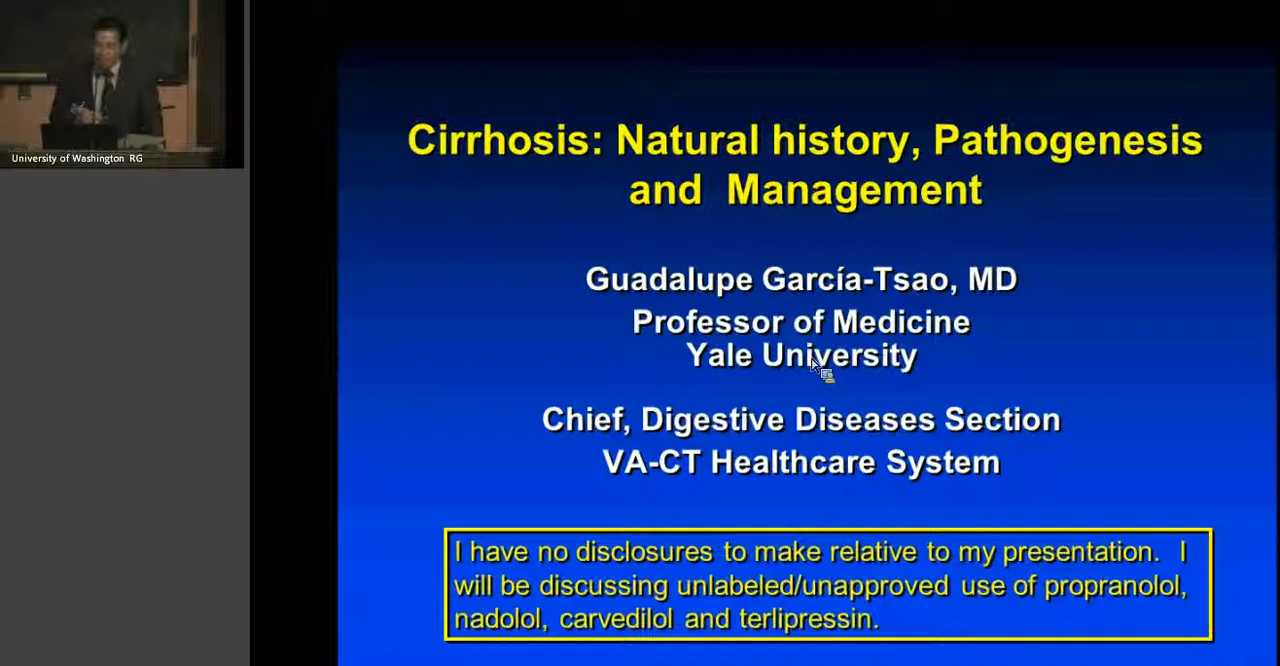 University of Washington RG
Cirrhosis: Natural history, Pathogenesis
and Management
Guadalupe García-Tsao, MD
Professor of Medicine
Yale University
Chief, Digestive Diseases Section
VA-CT Healthcare System
I have no disclosures to make relative to my presentation. I
will be discussing unlabeled/unapproved use of propranolol,
nadolol, carvedilol and terlipressin.